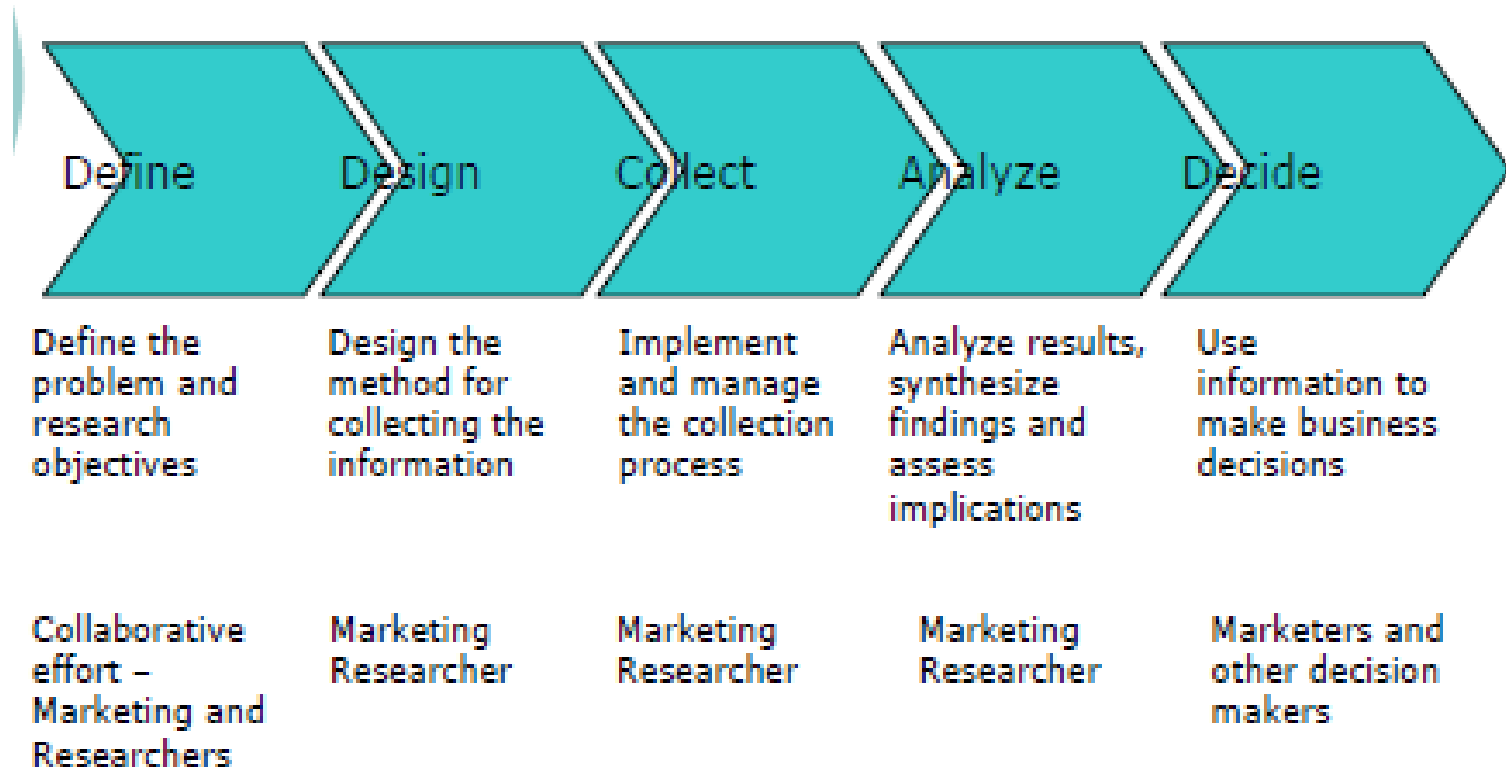 Define
Design
Collect
Analyze
Decide
Define the
problem and
research
objectives
Design the
method for
collecting the
information
Implement
and manage
the collection
process
Analyze results,
synthesize
findings and
assess
implications
Use
information to
make business
decisions
Collaborative
effort –
Marketing and
Researchers
Marketing
Researcher
Marketing
Researcher
Marketing
Researcher
Marketers and
other decision
makers